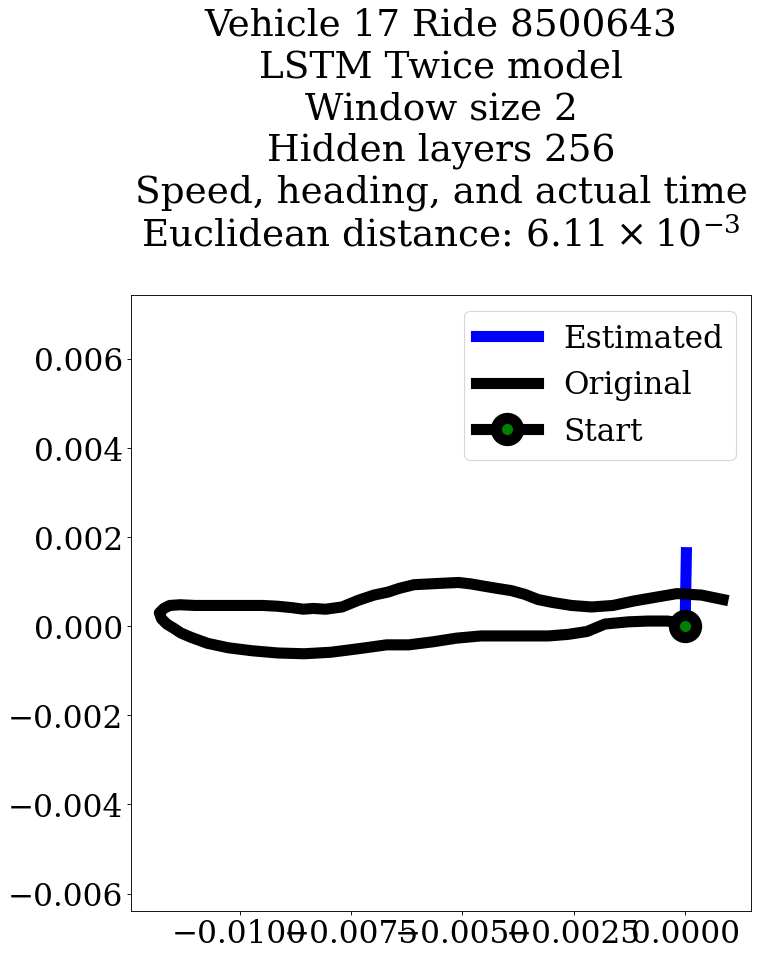 Vehicle 17 Ride 8500643
LSTM Twice model
Window size 2
Hidden layers 256
Speed, heading, and actual time
Euclidean distance: 6.11 × 10⁻³
Estimated
Original
Start
0.006
0.004
0.002
0.000
−0.002
−0.004
−0.006
−0.0100 −0.0075 −0.0050 −0.0025 0.0000